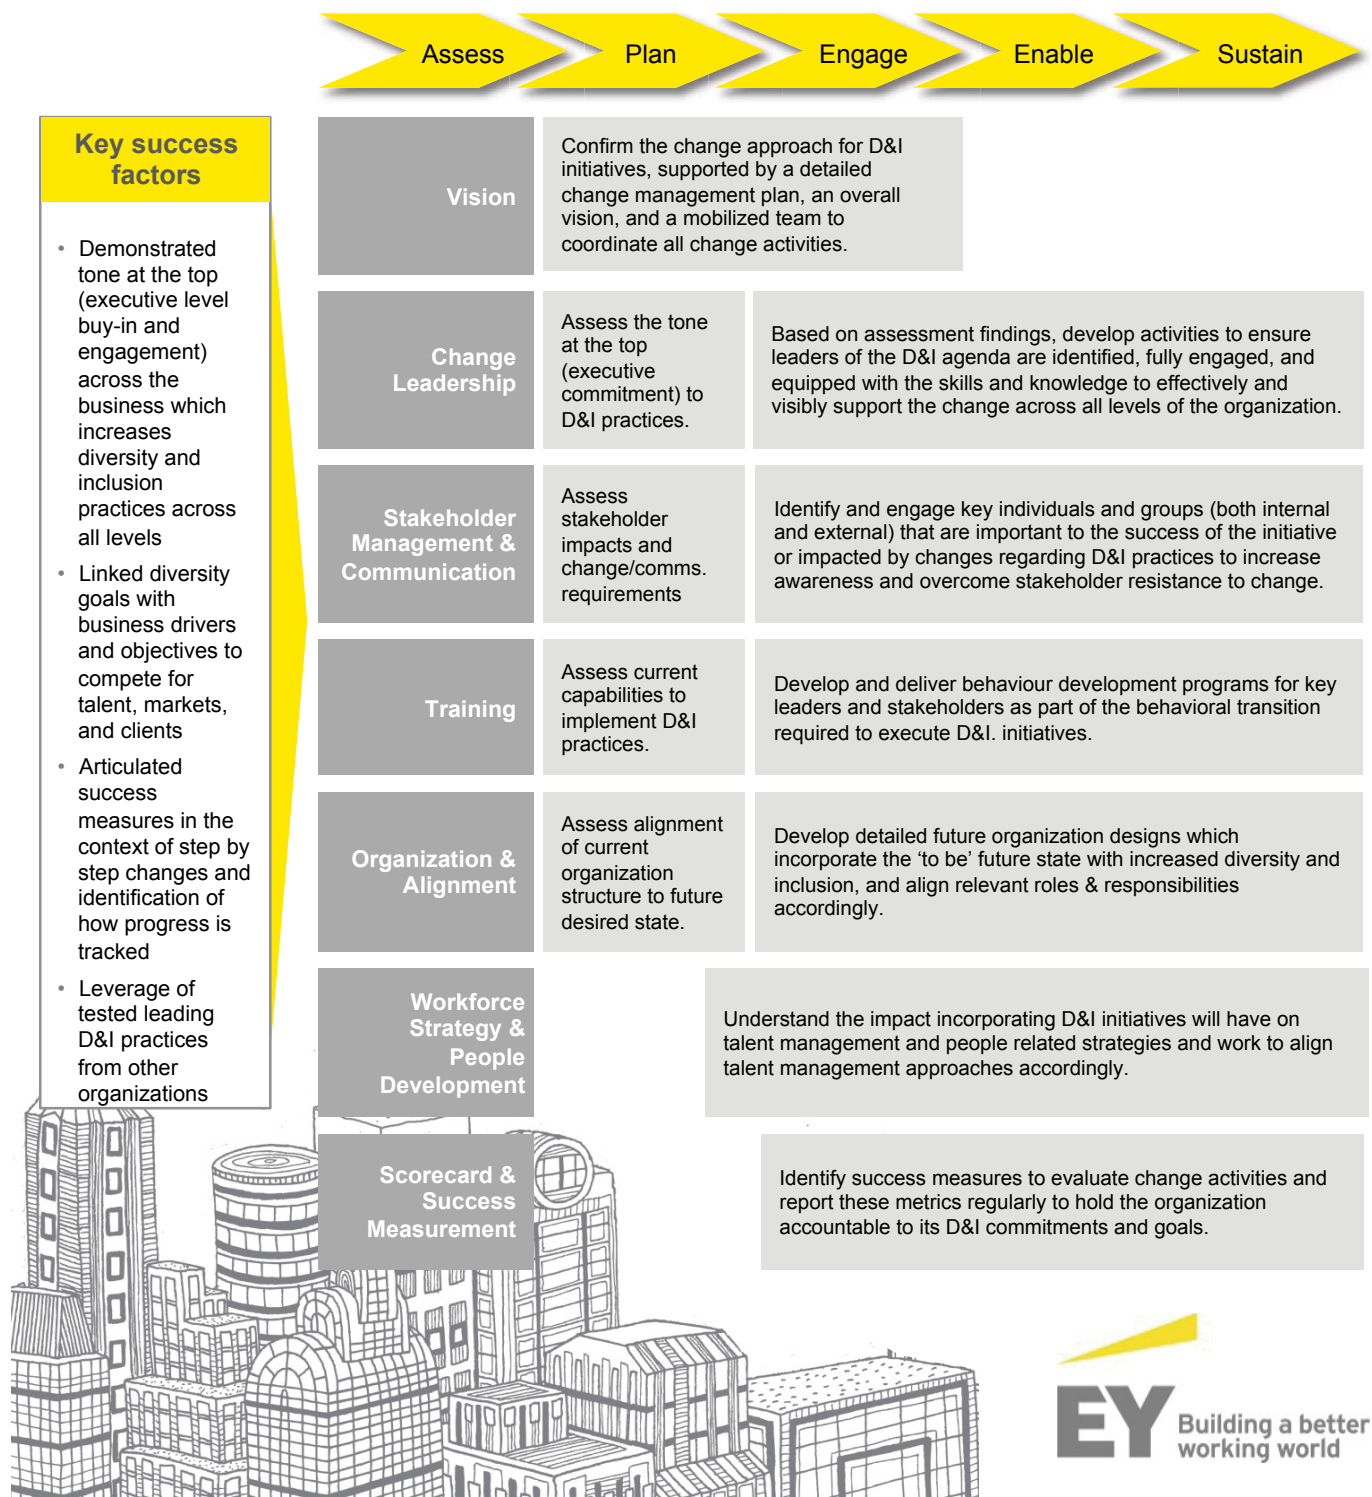 Assess
Plan
Engage
Enable
Sustain
Key success
factors
• Demonstrated
tone at the top
(executive level
buy-in and
engagement)
across the
business which
increases
diversity and
inclusion
practices across
all levels
• Linked diversity
goals with
business drivers
and objectives to
compete for
talent, markets,
and clients
• Articulated
success
measures in the
context of step by
step changes and
identification of
how progress is
tracked
• Leverage of
tested leading
D&I practices
from other
organizations
Vision
Confirm the change approach for D&I
initiatives, supported by a detailed
change management plan, an overall
vision, and a mobilized team to
coordinate all change activities.
Change
Leadership
Assess the tone
at the top
(executive
commitment) to
D&I practices.
Based on assessment findings, develop activities to ensure
leaders of the D&I agenda are identified, fully engaged, and
equipped with the skills and knowledge to effectively and
visibly support the change across all levels of the organization.
Stakeholder
Management &
Communication
Assess
stakeholder
impacts and
change/comms.
requirements
Identify and engage key individuals and groups (both internal
and external) that are important to the success of the initiative
or impacted by changes regarding D&I practices to increase
awareness and overcome stakeholder resistance to change.
Training
Assess current
capabilities to
implement D&I
practices.
Develop and deliver behaviour development programs for key
leaders and stakeholders as part of the behavioral transition
required to execute D&I. initiatives.
Organization &
Alignment
Assess alignment
of current
organization
structure to future
desired state.
Develop detailed future organization designs which
incorporate the ‘to be’ future state with increased diversity and
inclusion, and align relevant roles & responsibilities
accordingly.
Workforce
Strategy &
People
Development
Understand the impact incorporating D&I initiatives will have on
talent management and people related strategies and work to align
talent management approaches accordingly.
Scorecard &
Success
Measurement
Identify success measures to evaluate change activities and
report these metrics regularly to hold the organization
accountable to its D&I commitments and goals.
EY
Building a better
working world